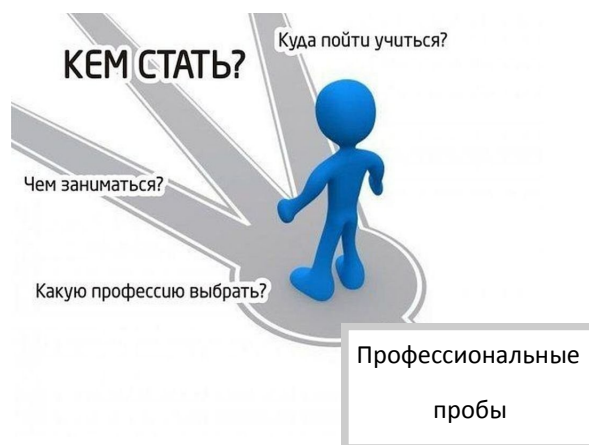 Куда пойти учиться?
КЕМ СТАТЬ?
Чем заниматься?
Какую профессию выбрать?
Профессиональные
пробы